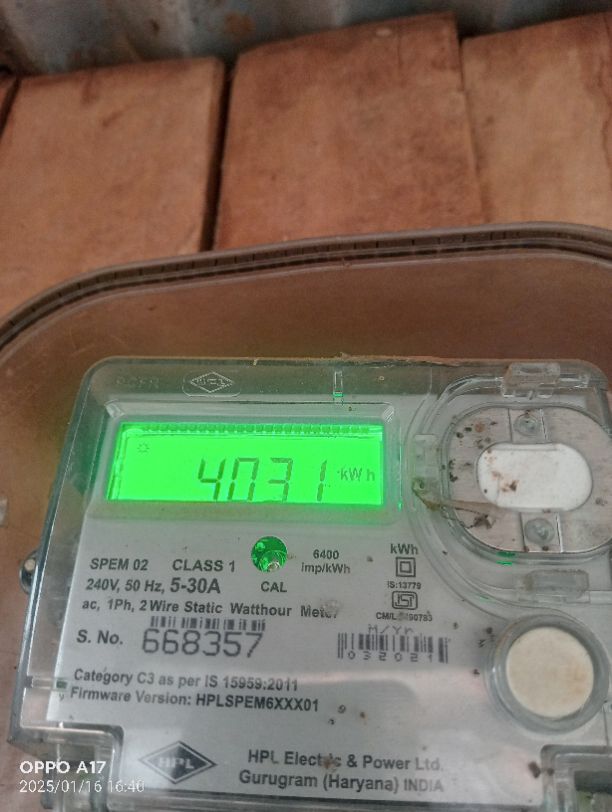 HPL
4031 kWh
SPEM 02 CLASS 1
6400 imp/kWh
kWh
240V, 50 Hz, 5-30A
CAL
IS:13779
ac, 1Ph, 2 Wire Static Watthour Meter
S. No. 668357
M/Yr
032021
Category C3 as per IS 15959:2011
Firmware Version: HPLSPEM6XXX01
HPL
HPL Electric & Power Ltd.
Gurugram (Haryana) INDIA
OPPO A17
2025/01/16 16:40